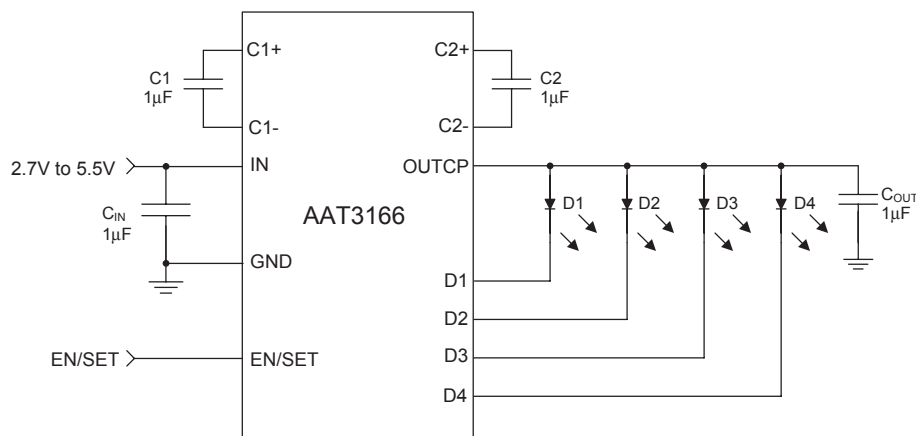 C1+
C2+
C1
1μF
C2
1μF
C1-
C2-
2.7V to 5.5V
IN
OUTCP
AAT3166
C_IN
1μF
D1
D2
D3
D4
C_OUT
1μF
GND
D1
D2
EN/SET
EN/SET
D3
D4